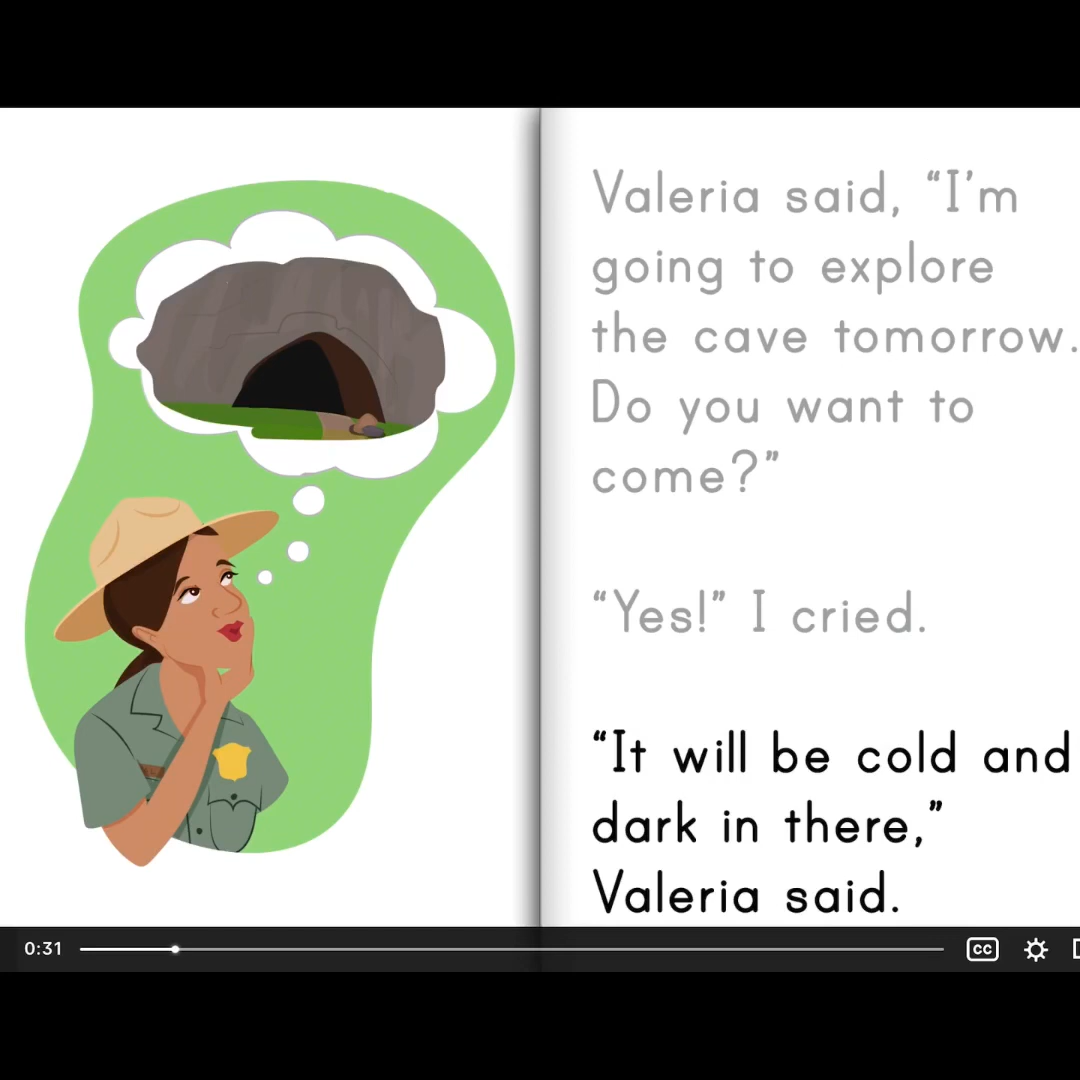 Valeria said, “I’m
going to explore
the cave tomorrow.
Do you want to
come?”
“Yes!” I cried.
“It will be cold and
dark in there,”
Valeria said.
0:31
CC